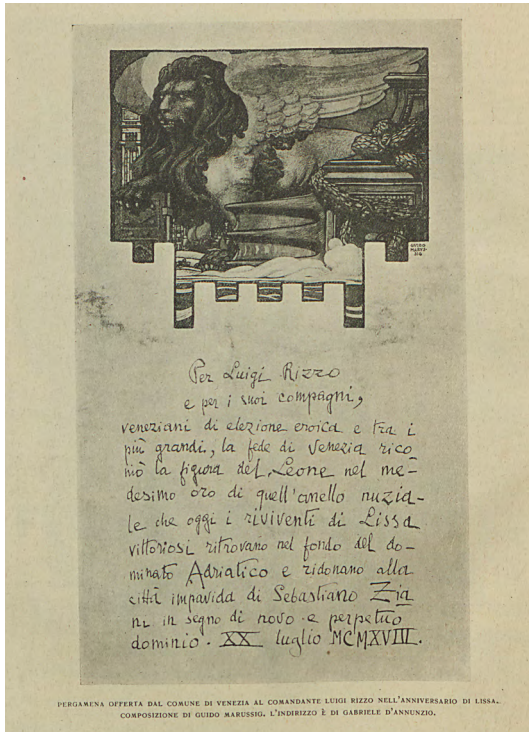 GUIDO
MARUS-
SIG
Per Luigi Rizzo
e per i suoi compagni,
veneziani di elezione eroica e tra i
più grandi, la fede di Venezia rico-
niò la figura del Leone nel me-
desimo oro di quell'anello nuzia-
le che oggi i riviventi di Lissa
vittoriosi ritrovano nel fondo del do-
minato Adriatico e ridonano alla
città impavida di Sebastiano Zia
ni in segno di novo e perpetuo
dominio. XX luglio MCMXVIII.
PERGAMENA OFFERTA DAL COMUNE DI VENEZIA AL COMANDANTE LUIGI RIZZO NELL'ANNIVERSARIO DI LISSA.
COMPOSIZIONE DI GUIDO MARUSSIG. L'INDIRIZZO È DI GABRIELE D'ANNUNZIO.